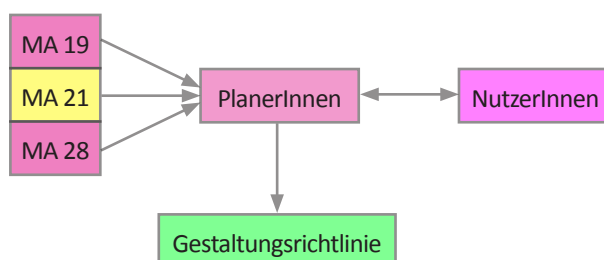 MA 19
MA 21
MA 28
PlanerInnen
NutzerInnen
Gestaltungsrichtlinie